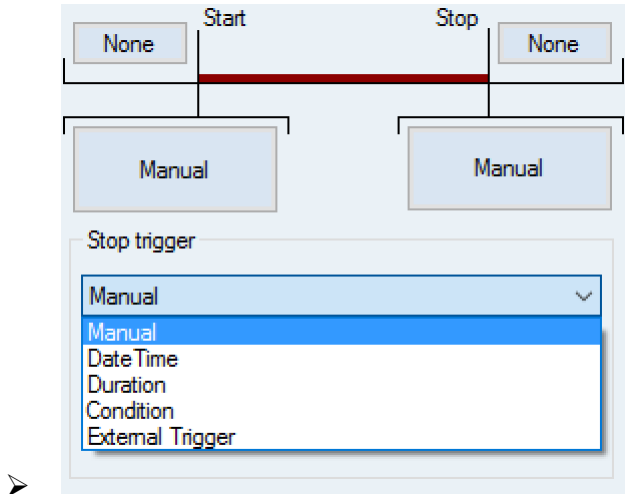 Start Stop
None None
Manual Manual
Stop trigger
Manual
Manual
DateTime
Duration
Condition
External Trigger